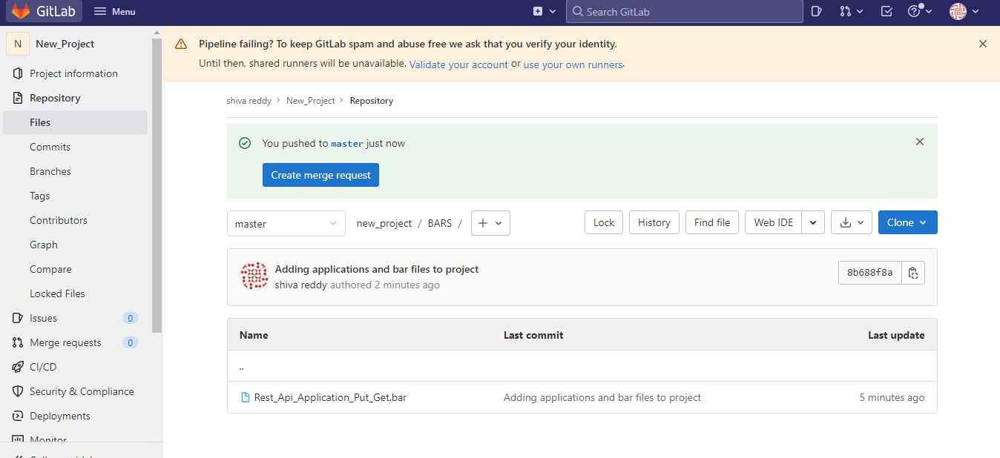 GitLab
Menu
Search GitLab
N New_Project
Project information
Repository
Files
Commits
Branches
Tags
Contributors
Graph
Compare
Locked Files
Issues 0
Merge requests 0
CI/CD
Security & Compliance
Deployments
Monitor
Pipeline failing? To keep GitLab spam and abuse free we ask that you verify your identity.
Until then, shared runners will be unavailable. Validate your account or use your own runners.
shiva reddy > New_Project > Repository
You pushed to master just now
Create merge request
master
new_project / BARS /
Lock
History
Find file
Web IDE
Clone
Adding applications and bar files to project
shiva reddy authored 2 minutes ago
8b688f8a
Name Last commit Last update
..
Rest_Api_Application_Put_Get.bar Adding applications and bar files to project 5 minutes ago